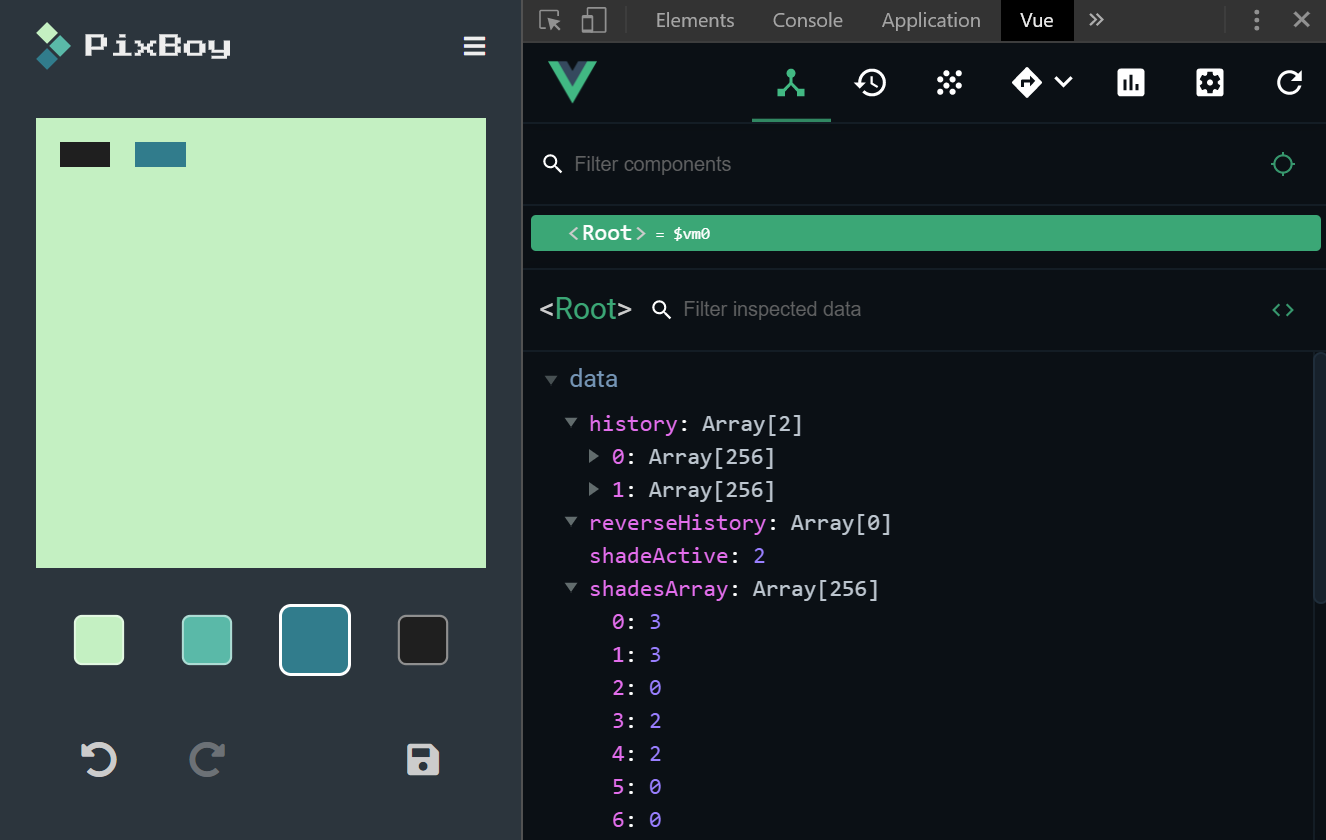 PixBoy
Elements Console Application Vue
Filter components
<Root> = $vm0
<Root> Filter inspected data
data
history: Array[2]
0: Array[256]
1: Array[256]
reverseHistory: Array[0]
shadeActive: 2
shadesArray: Array[256]
0: 3
1: 3
2: 0
3: 2
4: 2
5: 0
6: 0